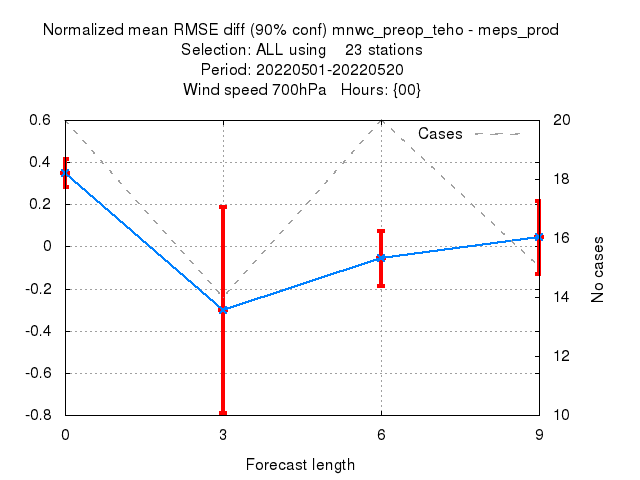 Normalized mean RMSE diff (90% conf) mnwc_preop_teho - meps_prod
Selection: ALL using 23 stations
Period: 20220501-20220520
Wind speed 700hPa Hours: {00}
0.6
0.4
0.2
0
-0.2
-0.4
-0.6
-0.8
Cases
20
18
16
14
12
10
No cases
0 3 6 9
Forecast length